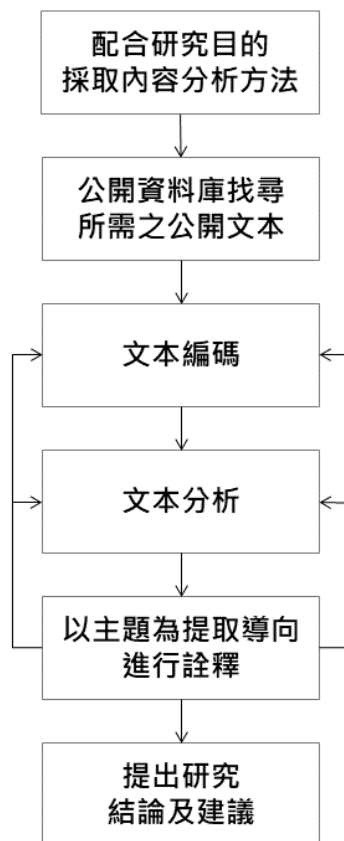 配合研究目的
採取內容分析方法
公開資料庫找尋
所需之公開文本
文本編碼
文本分析
以主題為提取導向
進行詮釋
提出研究
結論及建議